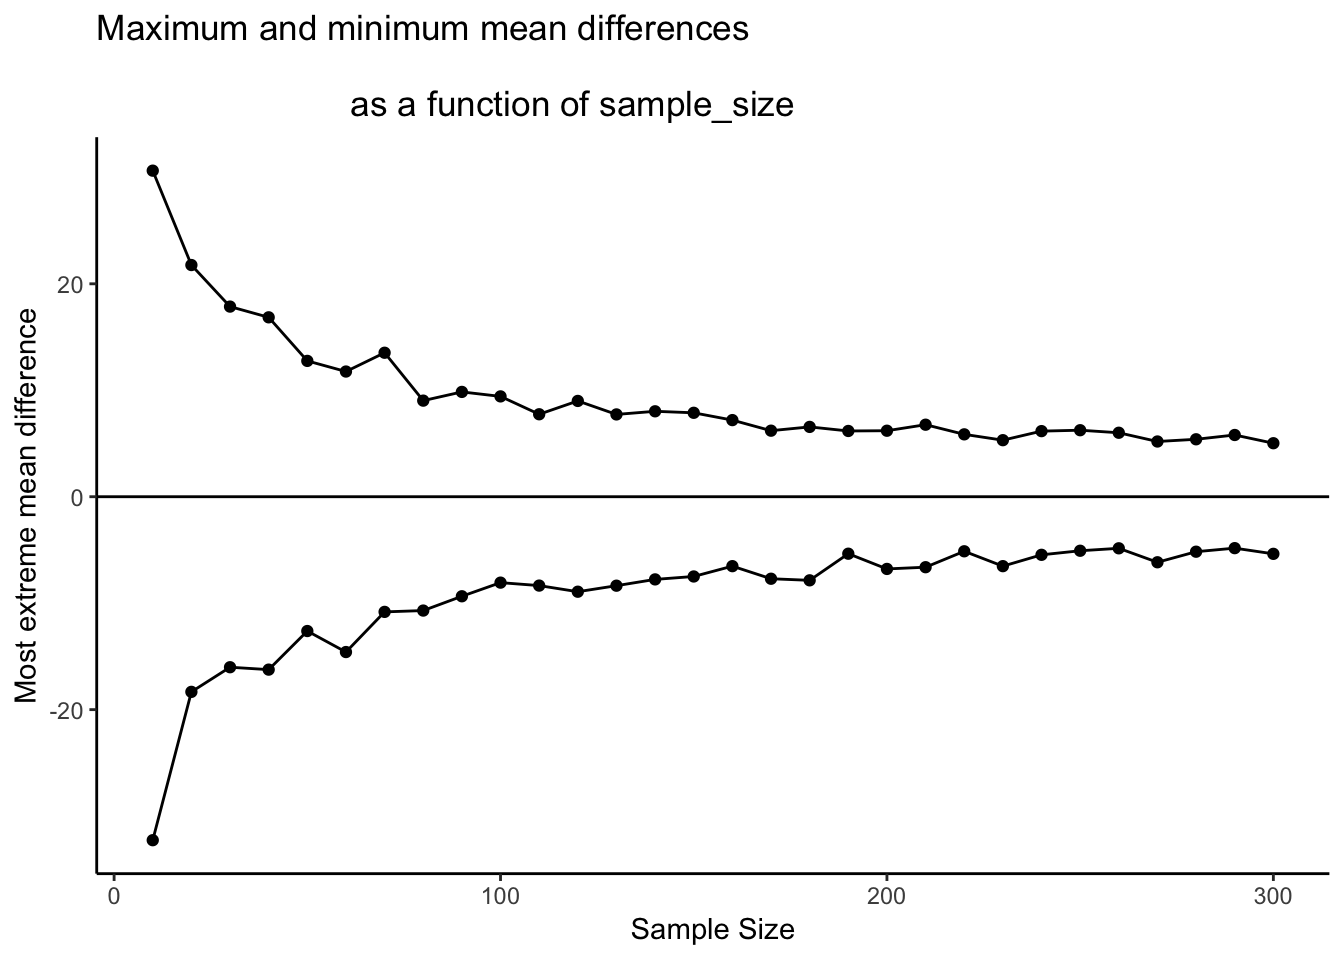 Maximum and minimum mean differences
as a function of sample_size
Most extreme mean difference
20
0
-20
0
100
200
300
Sample Size